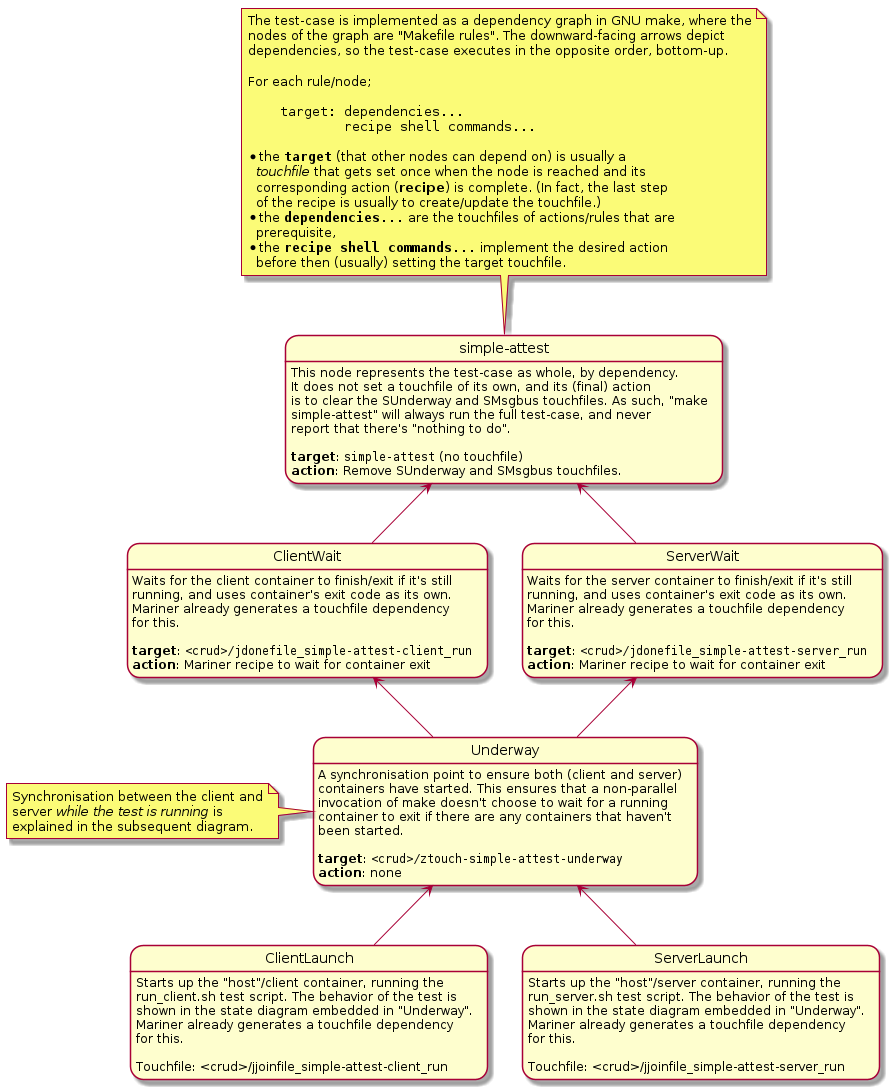 The test-case is implemented as a dependency graph in GNU make, where the
nodes of the graph are "Makefile rules". The downward-facing arrows depict
dependencies, so the test-case executes in the opposite order, bottom-up.
For each rule/node;
target: dependencies...
recipe shell commands...
•the target (that other nodes can depend on) is usually a
touchfile that gets set once when the node is reached and its
corresponding action (recipe) is complete. (In fact, the last step
of the recipe is usually to create/update the touchfile.)
•the dependencies... are the touchfiles of actions/rules that are
prerequisite,
•the recipe shell commands... implement the desired action
before then (usually) setting the target touchfile.
simple-attest
This node represents the test-case as whole, by dependency.
It does not set a touchfile of its own, and its (final) action
is to clear the SUnderway and SMsgbus touchfiles. As such, "make
simple-attest" will always run the full test-case, and never
report that there's "nothing to do".
target: simple-attest (no touchfile)
action: Remove SUnderway and SMsgbus touchfiles.
ClientWait
Waits for the client container to finish/exit if it's still
running, and uses container's exit code as its own.
Mariner already generates a touchfile dependency
for this.
target: <crud>/jdonefile_simple-attest-client_run
action: Mariner recipe to wait for container exit
ServerWait
Waits for the server container to finish/exit if it's still
running, and uses container's exit code as its own.
Mariner already generates a touchfile dependency
for this.
target: <crud>/jdonefile_simple-attest-server_run
action: Mariner recipe to wait for container exit
Underway
A synchronisation point to ensure both (client and server)
containers have started. This ensures that a non-parallel
invocation of make doesn't choose to wait for a running
container to exit if there are any containers that haven't
been started.
target: <crud>/ztouch-simple-attest-underway
action: none
Synchronisation between the client and
server while the test is running is
explained in the subsequent diagram.
ClientLaunch
Starts up the "host"/client container, running the
run_client.sh test script. The behavior of the test is
shown in the state diagram embedded in "Underway".
Mariner already generates a touchfile dependency
for this.
Touchfile: <crud>/jjoinfile_simple-attest-client_run
ServerLaunch
Starts up the "host"/server container, running the
run_server.sh test script. The behavior of the test is
shown in the state diagram embedded in "Underway".
Mariner already generates a touchfile dependency
for this.
Touchfile: <crud>/jjoinfile_simple-attest-server_run